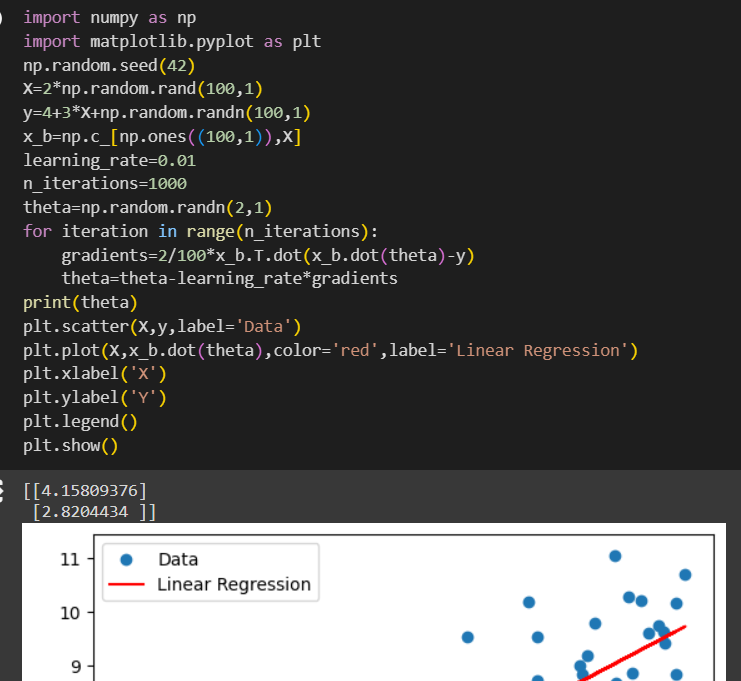 import numpy as np
import matplotlib.pyplot as plt
np.random.seed(42)
X=2*np.random.rand(100,1)
y=4+3*X+np.random.randn(100,1)
x_b=np.c_[np.ones((100,1)),X]
learning_rate=0.01
n_iterations=1000
theta=np.random.randn(2,1)
for iteration in range(n_iterations):
    gradients=2/100*x_b.T.dot(x_b.dot(theta)-y)
    theta=theta-learning_rate*gradients
print(theta)
plt.scatter(X,y,label='Data')
plt.plot(X,x_b.dot(theta),color='red',label='Linear Regression')
plt.xlabel('X')
plt.ylabel('Y')
plt.legend()
plt.show()
[[4.15809376]
 [2.8204434 ]]
Data
Linear Regression
11
10
9